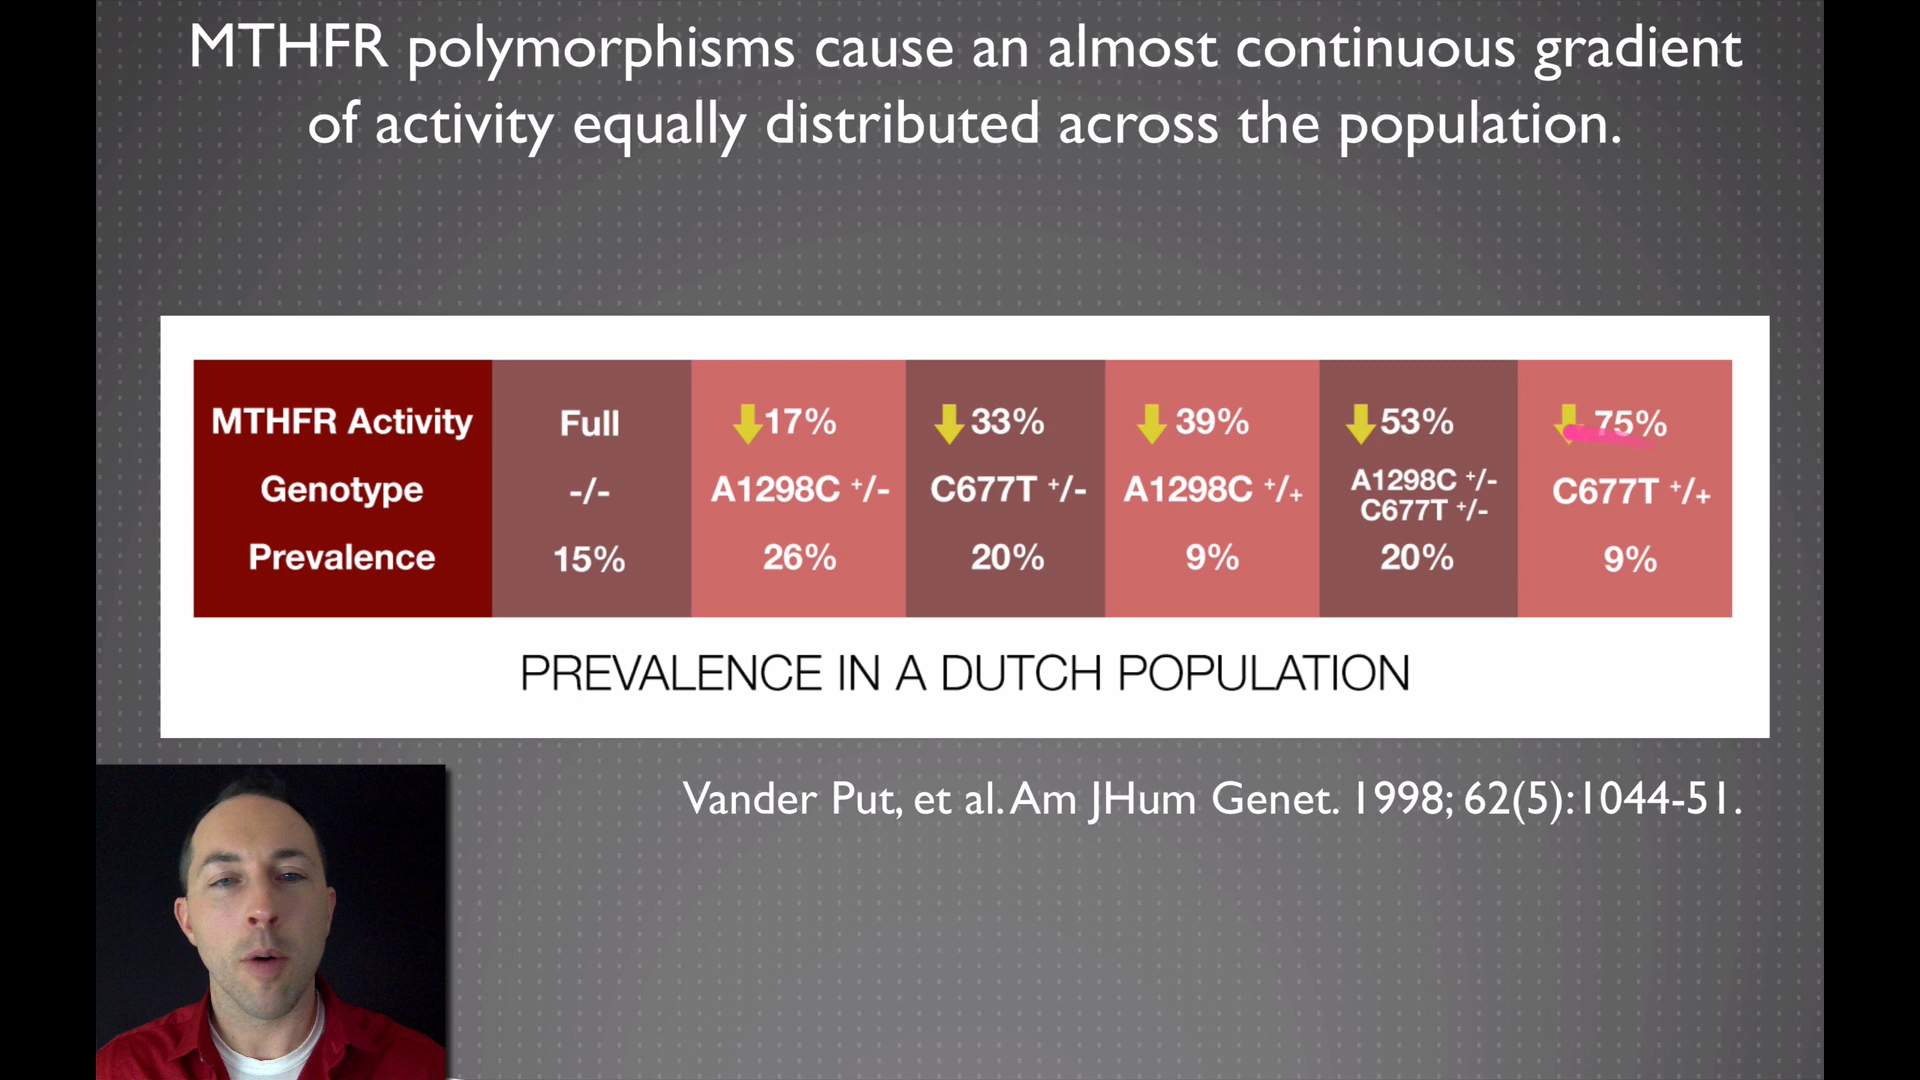 MTHFR polymorphisms cause an almost continuous gradient
of activity equally distributed across the population.
MTHFR Activity Full 17% 33% 39% 53% 75%
Genotype -/- A1298C +/- C677T +/- A1298C +/+ A1298C +/- C677T +/- C677T +/+
Prevalence 15% 26% 20% 9% 20% 9%
PREVALENCE IN A DUTCH POPULATION
Vander Put, et al. Am JHum Genet. 1998; 62(5):1044-51.